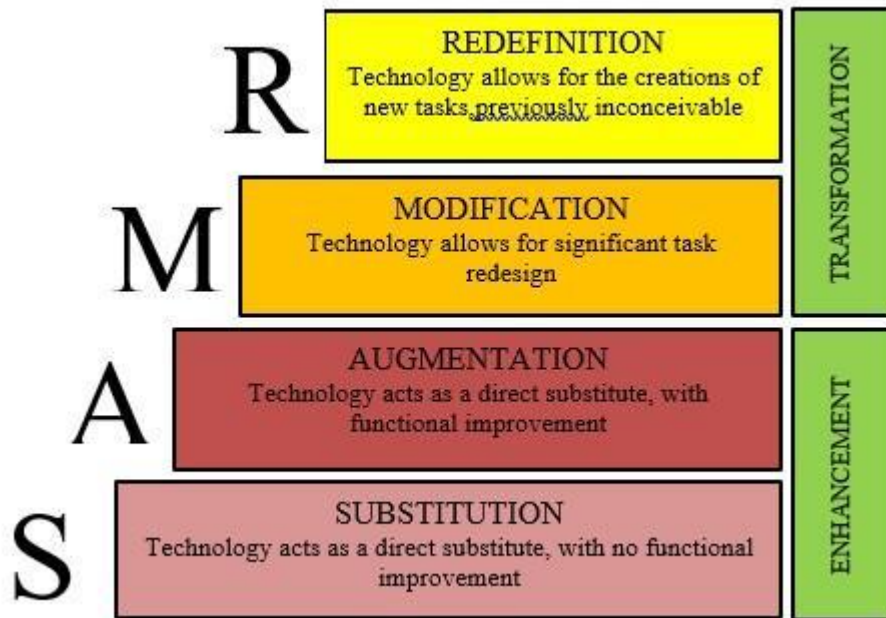 R
REDEFINITION
Technology allows for the creations of
new tasks, previously inconceivable
M
MODIFICATION
Technology allows for significant task
redesign
TRANSFORMATION
A
AUGMENTATION
Technology acts as a direct substitute, with
functional improvement
S
SUBSTITUTION
Technology acts as a direct substitute, with no functional
improvement
ENHANCEMENT